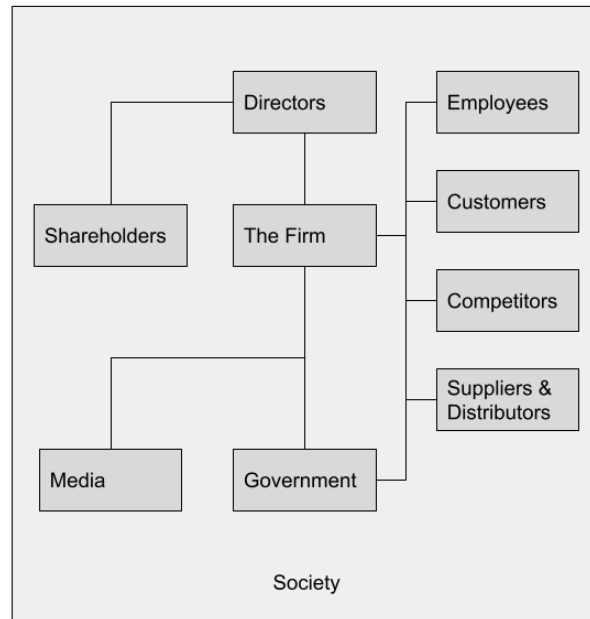 Directors
Employees
Shareholders
The Firm
Customers
Competitors
Suppliers &
Distributors
Media
Government
Society